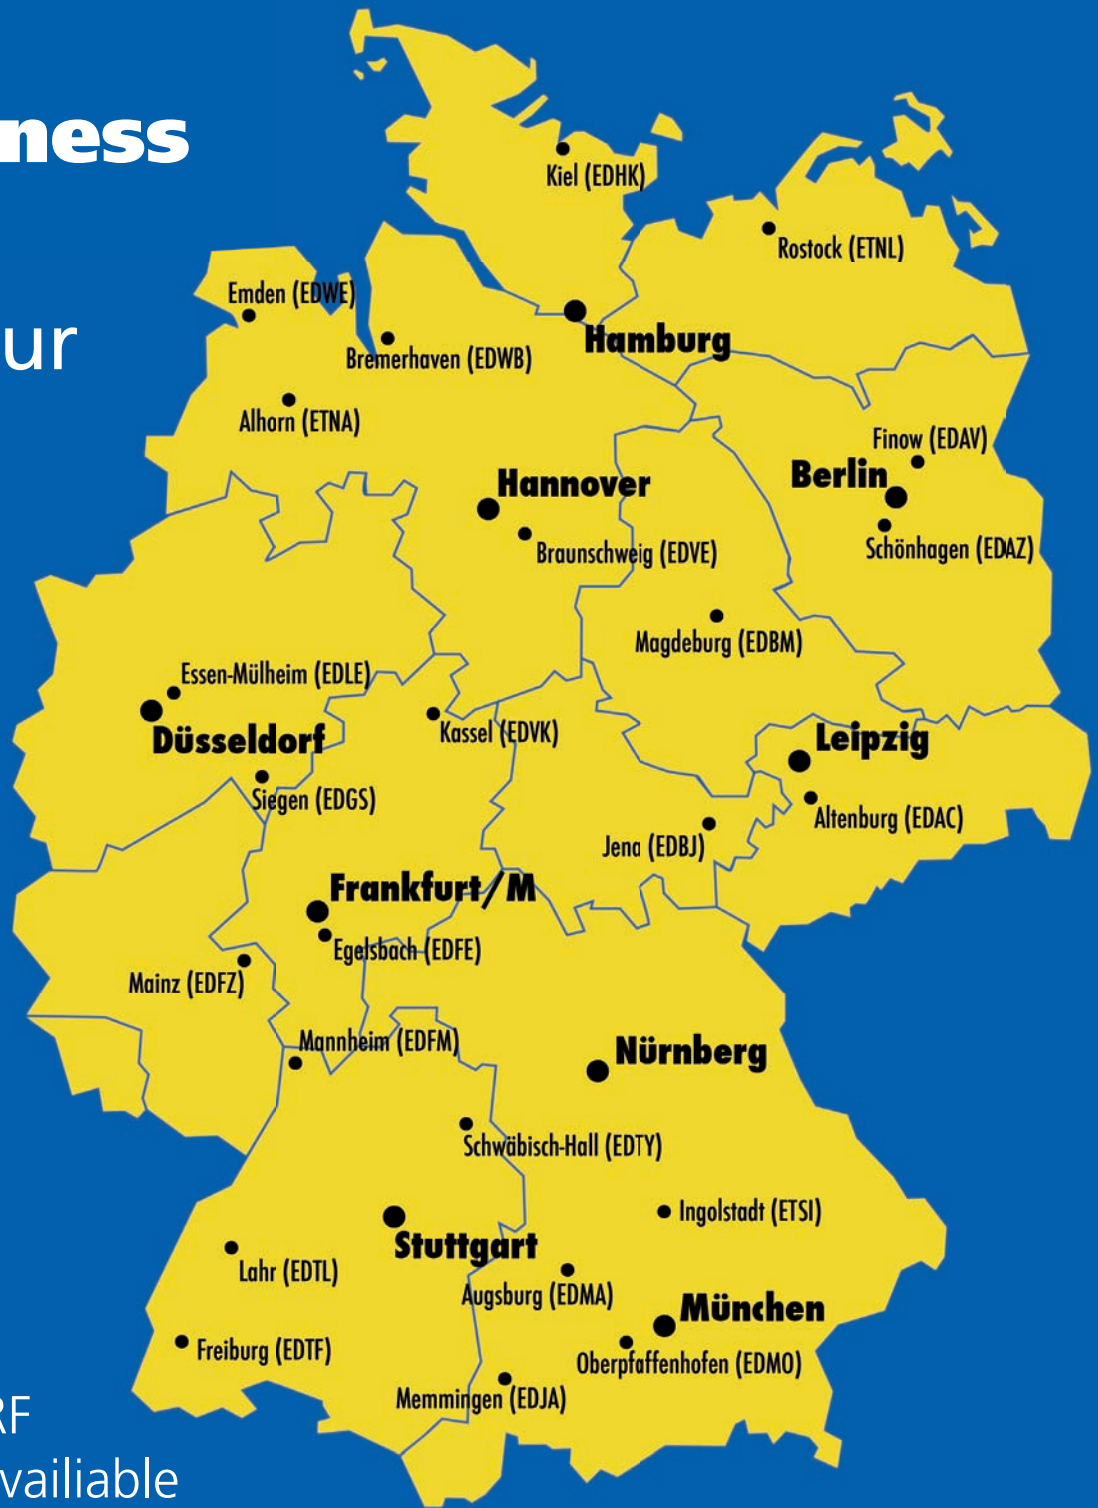 ness
Kiel (EDHK)
Rostock (ETNL)
Emden (EDWE)
ur
Hamburg
Bremerhaven (EDWB)
Alhorn (ETNA)
Finow (EDAV)
Berlin
Hannover
Braunschweig (EDVE)
Schönhagen (EDAZ)
Magdeburg (EDBM)
Essen-Mülheim (EDLE)
Düsseldorf
Kassel (EDVK)
Leipzig
Siegen (EDGS)
Altenburg (EDAC)
Jena (EDBJ)
Frankfurt/M
Egelsbach (EDFE)
Mainz (EDFZ)
Mannheim (EDFM)
Nürnberg
Schwäbisch-Hall (EDTY)
Ingolstadt (ETSI)
Stuttgart
Lahr (EDTL)
Augsburg (EDMA)
München
Freiburg (EDTF)
Oberpfaffenhofen (EDMO)
Memmingen (EDJA)
RF
vailiable